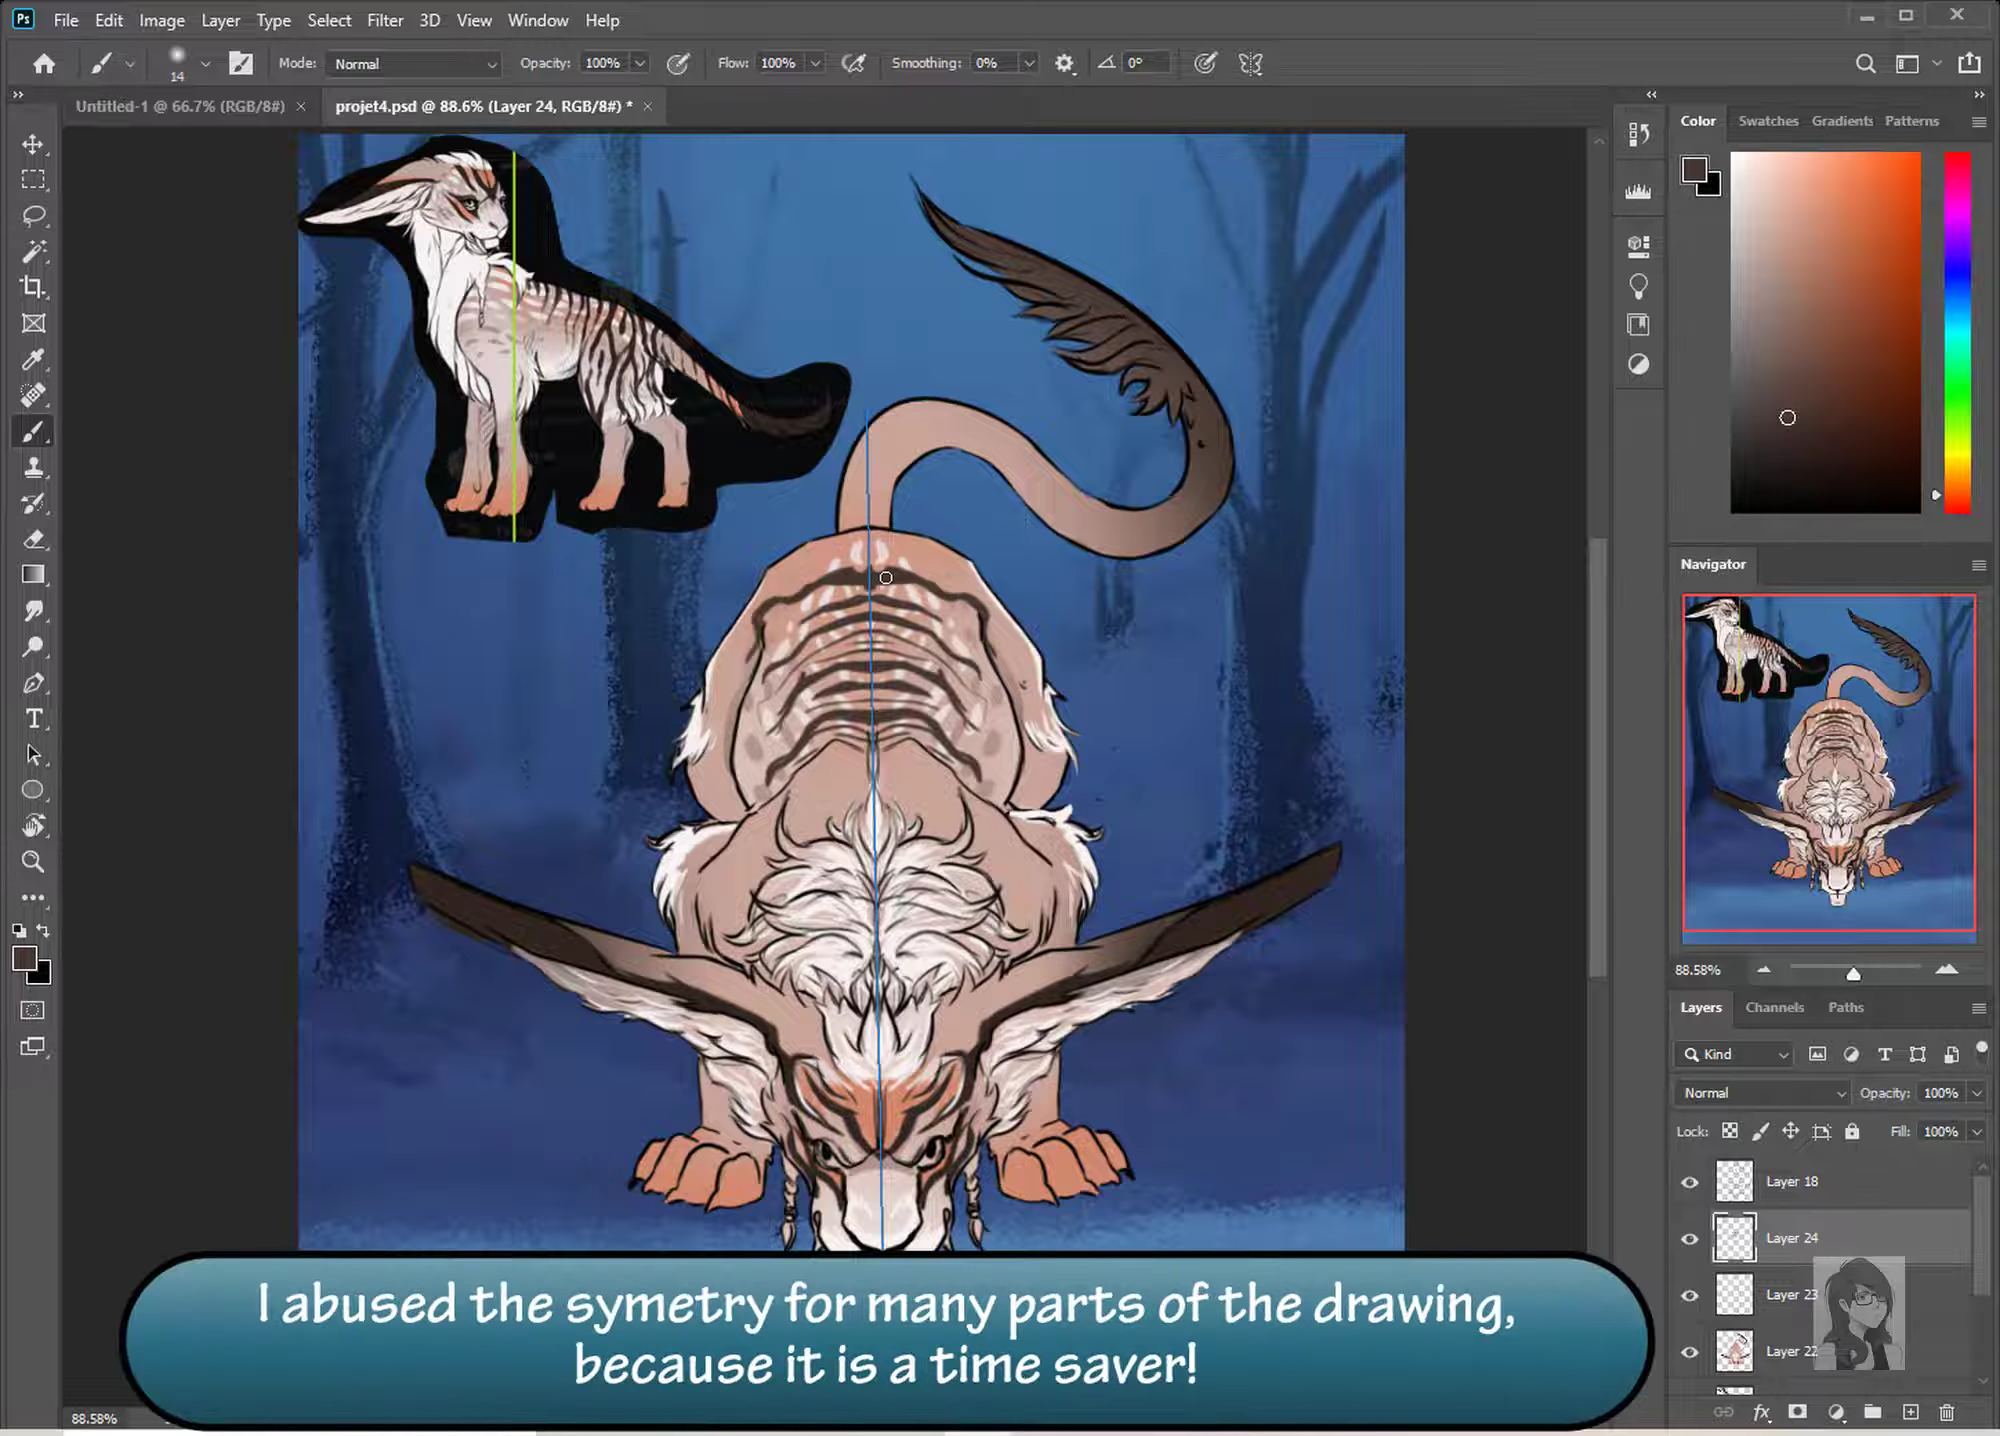 Ps File Edit Image Layer Type Select Filter 3D View Window Help
14 Mode: Normal Opacity: 100% Flow: 100% Smoothing: 0% 0°
Untitled-1 @ 66.7% (RGB/8#) × projet4.psd @ 88.6% (Layer 24, RGB/8#) * ×
Color Swatches Gradients Patterns
Navigator
88.58%
Layers Channels Paths
Kind
Normal Opacity: 100%
Lock: Fill: 100%
Layer 18
Layer 24
Layer 23
Layer 22
I abused the symetry for many parts of the drawing,
because it is a time saver!
88.58%
fx